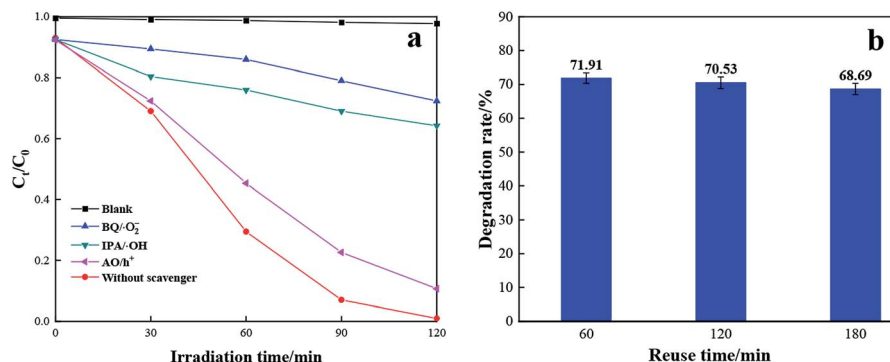 a
1.0
0.8
0.6
0.4
0.2
0.0
Cₜ/C₀
Blank
BQ/·O₂⁻
IPA/·OH
AO/h⁺
Without scavenger
0 30 60 90 120
Irradiation time/min
b
90
80
70
60
50
40
30
20
10
0
Degradation rate/%
71.91 70.53 68.69
60 120 180
Reuse time/min